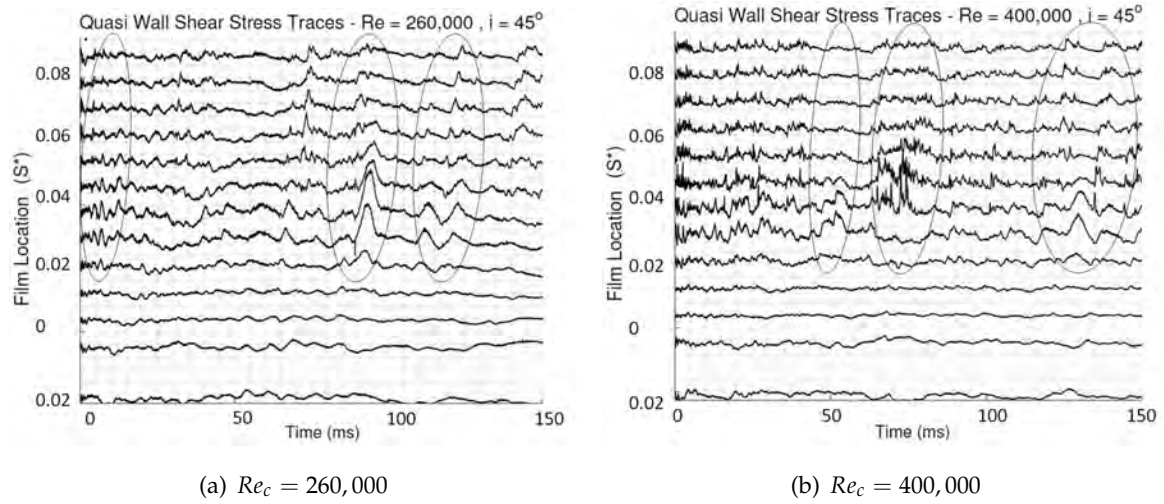 Quasi Wall Shear Stress Traces - Re = 260,000 , i = 45°
Film Location (S*)
0.08
0.06
0.04
0.02
0
0.02
0 50 100 150
Time (ms)
(a) Re_c = 260,000
Quasi Wall Shear Stress Traces - Re = 400,000 , i = 45°
Film Location (S*)
0.08
0.06
0.04
0.02
0
0.02
0 50 100 150
Time (ms)
(b) Re_c = 400,000